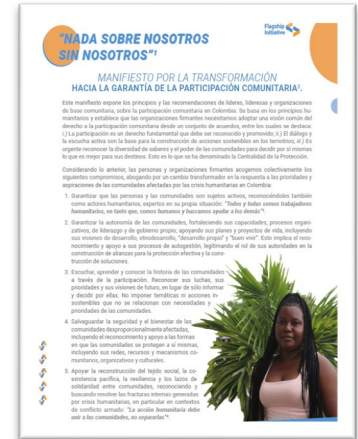 Flagship
Initiative
"NADA SOBRE NOSOTROS
SIN NOSOTROS"¹
MANIFIESTO POR LA TRANSFORMACIÓN
HACIA LA GARANTÍA DE LA PARTICIPACIÓN COMUNITARIA².
Este manifiesto expone los principios y las recomendaciones de líderes, lideresas y organizaciones
de base comunitaria, sobre la participación comunitaria en Colombia. Se basa en los principios hu-
manitarios y establece que las organizaciones firmantes necesitamos adoptar una visión común del
derecho a la participación comunitaria desde un conjunto de acuerdos, entre los cuales se destaca:
i.) La participación es un derecho fundamental que debe ser reconocido y promovido; ii.) El diálogo y
la escucha activa son la base para la construcción de acciones sostenibles en los territorios; iii.) Es
urgente reconocer la diversidad de saberes y el poder de las comunidades para decidir por sí mismas
lo que es mejor para sus destinos. Esto es lo que se ha denominado la Centralidad de la Protección.
Considerando lo anterior, las personas y organizaciones firmantes acogemos colectivamente los
siguientes compromisos, abogando por un cambio transformador en la respuesta a las prioridades y
aspiraciones de las comunidades afectadas por las crisis humanitarias en Colombia:
1. Garantizar que las personas y las comunidades son sujetos activos, reconociéndoles también
como actores humanitarios, expertos en su propia situación. "Todos y todas somos trabajadores
humanitarios, en tanto que, somos humanos y buscamos ayudar a los demás"³.
2. Garantizar la autonomía de las comunidades, fortaleciendo sus capacidades, procesos organi-
zativos, de liderazgo y de gobierno propio; apoyando sus planes y proyectos de vida, incluyendo
sus visiones de desarrollo, etnodesarrollo, "desarrollo propio" y "buen vivir". Esto implica el reco-
nocimiento y apoyo a sus procesos de autogestión, legitimando el rol de sus autoridades en la
construcción de alianzas para la protección efectiva y la cons-
trucción de soluciones.
3. Escuchar, aprender y conocer la historia de las comunidades
a través de la participación. Reconocer sus luchas, sus
prioridades y sus visiones de futuro, en lugar de sólo informar
y decidir por ellas. No imponer temáticas ni acciones in-
sostenibles que no se relacionan con necesidades y
prioridades de las comunidades.
4. Salvaguardar la seguridad y el bienestar de las
comunidades desproporcionalmente afectadas,
incluyendo el reconocimiento y apoyo a las formas
en que las comunidades se protegen a sí mismas,
incluyendo sus redes, recursos y mecanismos co-
munitarios, organizativos y culturales.
5. Apoyar la reconstrucción del tejido social, la co-
existencia pacífica, la resiliencia y los lazos de
solidaridad entre comunidades, reconociendo y
buscando resolver las fracturas internas generadas
por crisis humanitarias, en particular en contextos
de conflicto armado: "La acción humanitaria debe
unir a las comunidades, no separarlas"⁴.